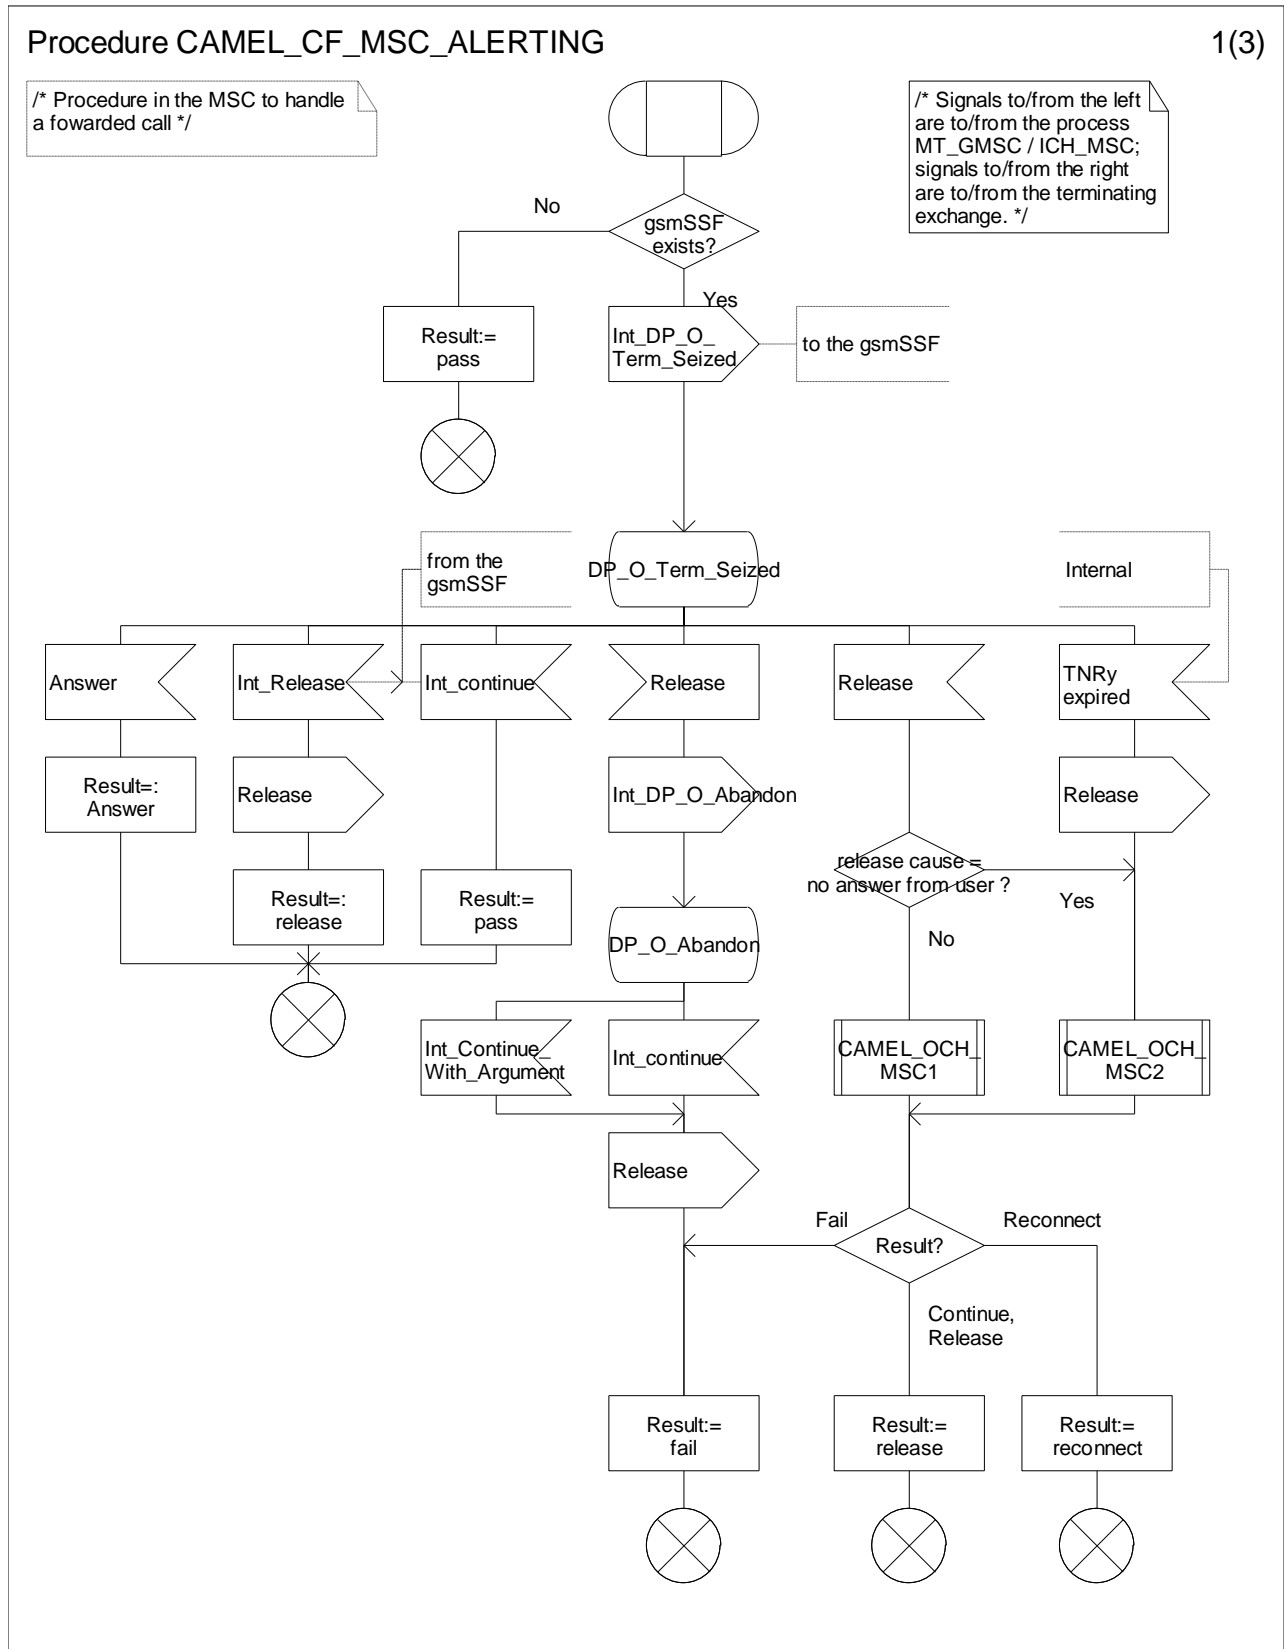 Procedure CAMEL_CF_MSC_ALERTING
1(3)
/* Procedure in the MSC to handle
a fowarded call */
/* Signals to/from the left
are to/from the process
MT_GMSC / ICH_MSC;
signals to/from the right
are to/from the terminating
exchange. */
No
gsmSSF
exists?
Yes
Result:=
pass
Int_DP_O_
Term_Seized
to the gsmSSF
from the
gsmSSF
DP_O_Term_Seized
Internal
Answer
Int_Release
Int_continue
Release
Release
TNRy
expired
Result=:
Answer
Release
Int_DP_O_Abandon
Release
release cause =
no answer from user ?
Yes
No
Result=:
release
Result:=
pass
DP_O_Abandon
Int_Continue_
With_Argument
Int_continue
CAMEL_OCH_
MSC1
CAMEL_OCH_
MSC2
Release
Fail
Result?
Reconnect
Continue,
Release
Result:=
fail
Result:=
release
Result:=
reconnect